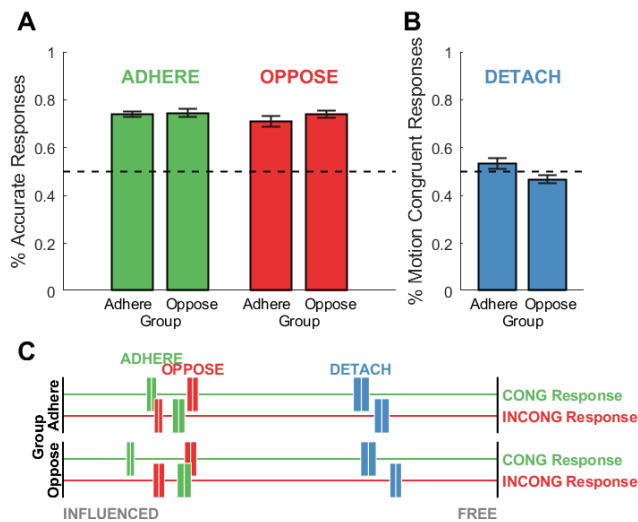 A
B
% Accurate Responses
1
0.8
0.6
0.4
0.2
0
ADHERE
OPPOSE
Adhere Oppose
Group
Adhere Oppose
Group
% Motion Congruent Responses
1
0.8
0.6
0.4
0.2
0
DETACH
Adhere Oppose
Group
C
ADHERE
OPPOSE
DETACH
Group
Adhere
CONG Response
INCONG Response
Oppose
CONG Response
INCONG Response
INFLUENCED
FREE